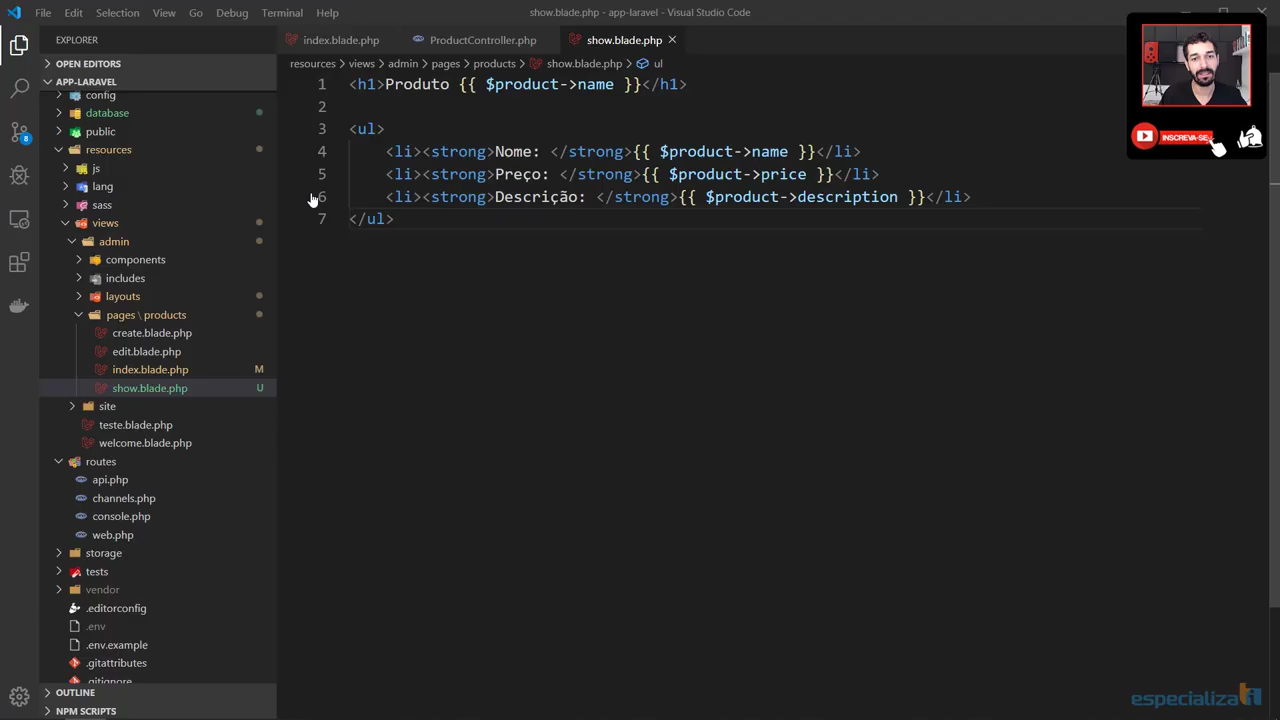 File Edit Selection View Go Debug Terminal Help
show.blade.php - app-laravel - Visual Studio Code
EXPLORER
OPEN EDITORS
APP-LARAVEL
config
database
public
resources
js
lang
sass
views
admin
components
includes
layouts
pages \ products
create.blade.php
edit.blade.php
index.blade.php M
show.blade.php U
site
teste.blade.php
welcome.blade.php
routes
api.php
channels.php
console.php
web.php
storage
tests
vendor
.editorconfig
.env
.env.example
.gitattributes
.gitignore
OUTLINE
NPM SCRIPTS
8
index.blade.php ProductController.php show.blade.php
resources > views > admin > pages > products > show.blade.php > ul
1 <h1>Produto {{ $product->name }}</h1>
2
3 <ul>
4 <li><strong>Nome: </strong>{{ $product->name }}</li>
5 <li><strong>Preço: </strong>{{ $product->price }}</li>
6 <li><strong>Descrição: </strong>{{ $product->description }}</li>
7 </ul>
INSCREVA-SE
especializati